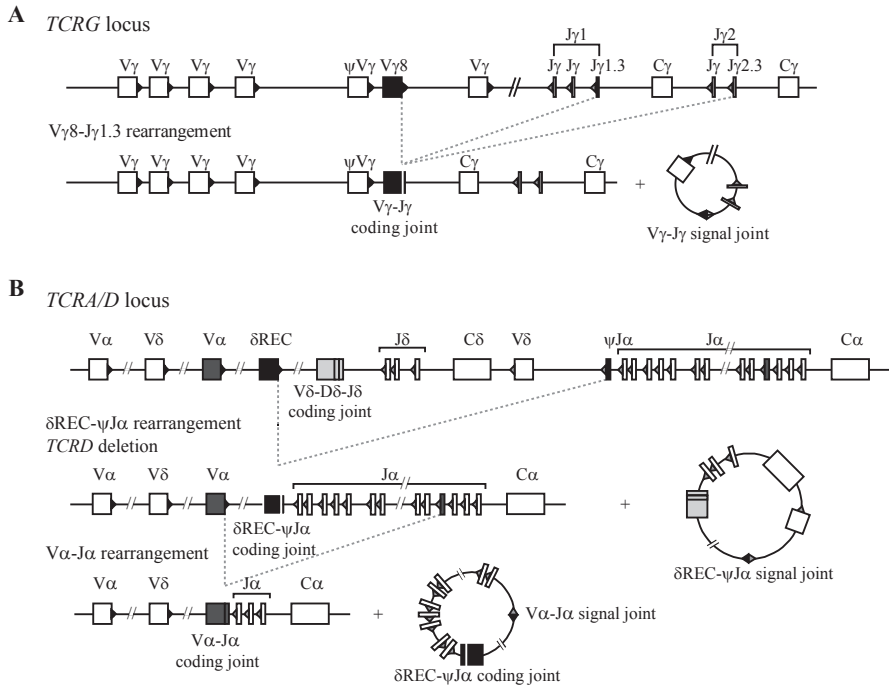 A
TCRG locus
Jγ1 Jγ2
Vγ Vγ Vγ Vγ ψVγ Vγ8 Vγ Jγ Jγ Jγ1.3 Cγ Jγ Jγ2.3 Cγ
Vγ8-Jγ1.3 rearrangement
Vγ Vγ Vγ Vγ ψVγ Cγ Cγ
+
Vγ-Jγ
coding joint
Vγ-Jγ signal joint
B
TCRA/D locus
Vα Vδ Vα δREC Jδ Cδ Vδ ψJα Jα Cα
Vδ-Dδ-Jδ
coding joint
δREC-ψJα rearrangement
TCRD deletion
Vα Vδ Vα Jα Cα
+
δREC-ψJα
coding joint
δREC-ψJα signal joint
Vα-Jα rearrangement
Vα Vδ Jα Cα
+
Vα-Jα signal joint
Vα-Jα
coding joint
δREC-ψJα coding joint